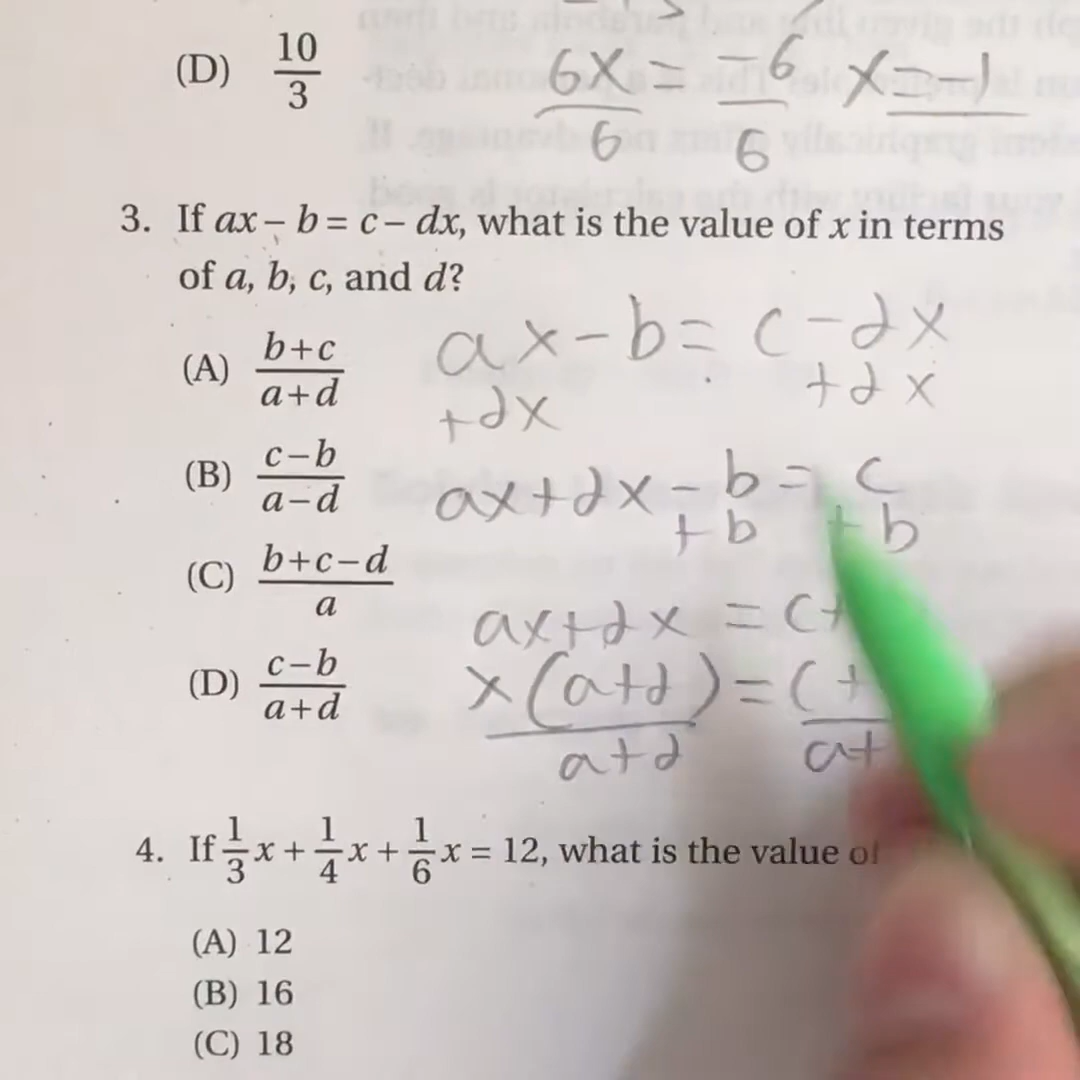 (D) 10/3
6x = -6 x = -1
6 6
3. If ax – b = c – dx, what is the value of x in terms
of a, b, c, and d?
ax - b = c - dx
+dx +dx
(A) b+c/a+d
(B) c–b/a–d
ax + dx - b = c
+b +b
(C) b+c–d/a
ax + dx = c+
(D) c–b/a+d
x(a+d) = c+
a+d a+
4. If 1/3x + 1/4x + 1/6x = 12, what is the value of
(A) 12
(B) 16
(C) 18